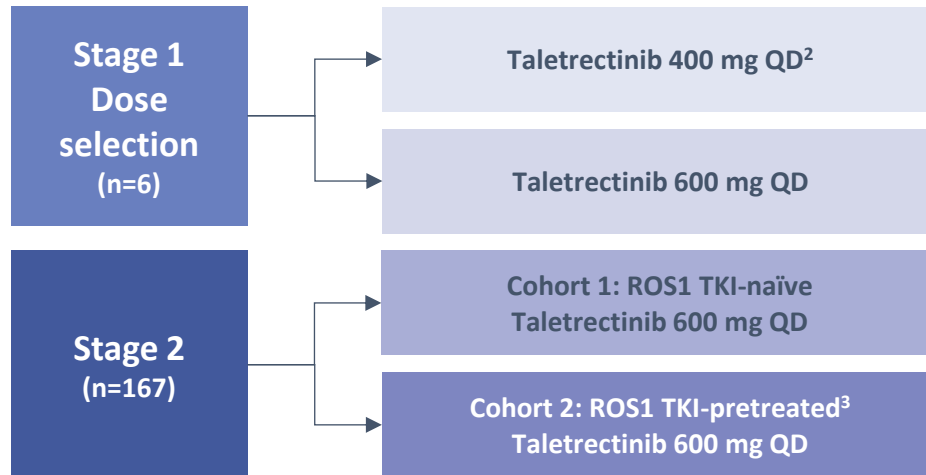 Stage 1
Dose
selection
(n=6)
Taletrectinib 400 mg QD²
Taletrectinib 600 mg QD
Stage 2
(n=167)
Cohort 1: ROS1 TKI-naïve
Taletrectinib 600 mg QD
Cohort 2: ROS1 TKI-pretreated³
Taletrectinib 600 mg QD